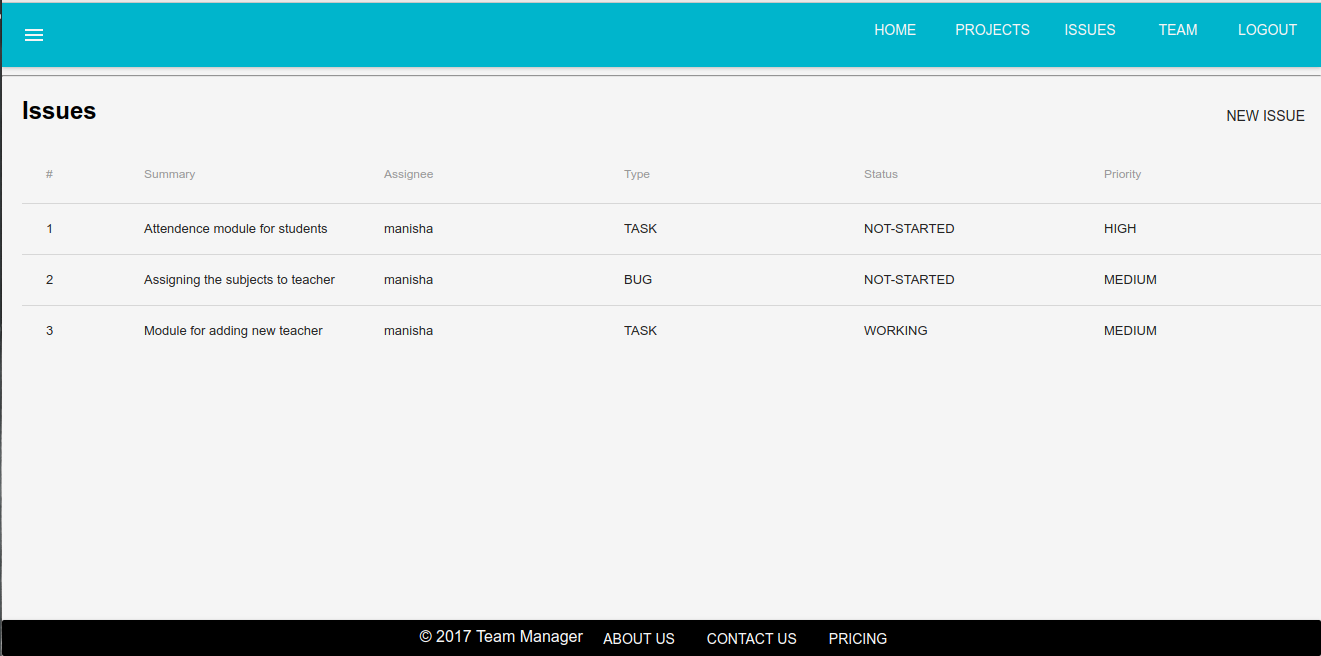 HOME PROJECTS ISSUES TEAM LOGOUT
Issues
NEW ISSUE
# Summary Assignee Type Status Priority
1 Attendence module for students manisha TASK NOT-STARTED HIGH
2 Assigning the subjects to teacher manisha BUG NOT-STARTED MEDIUM
3 Module for adding new teacher manisha TASK WORKING MEDIUM
© 2017 Team Manager ABOUT US CONTACT US PRICING